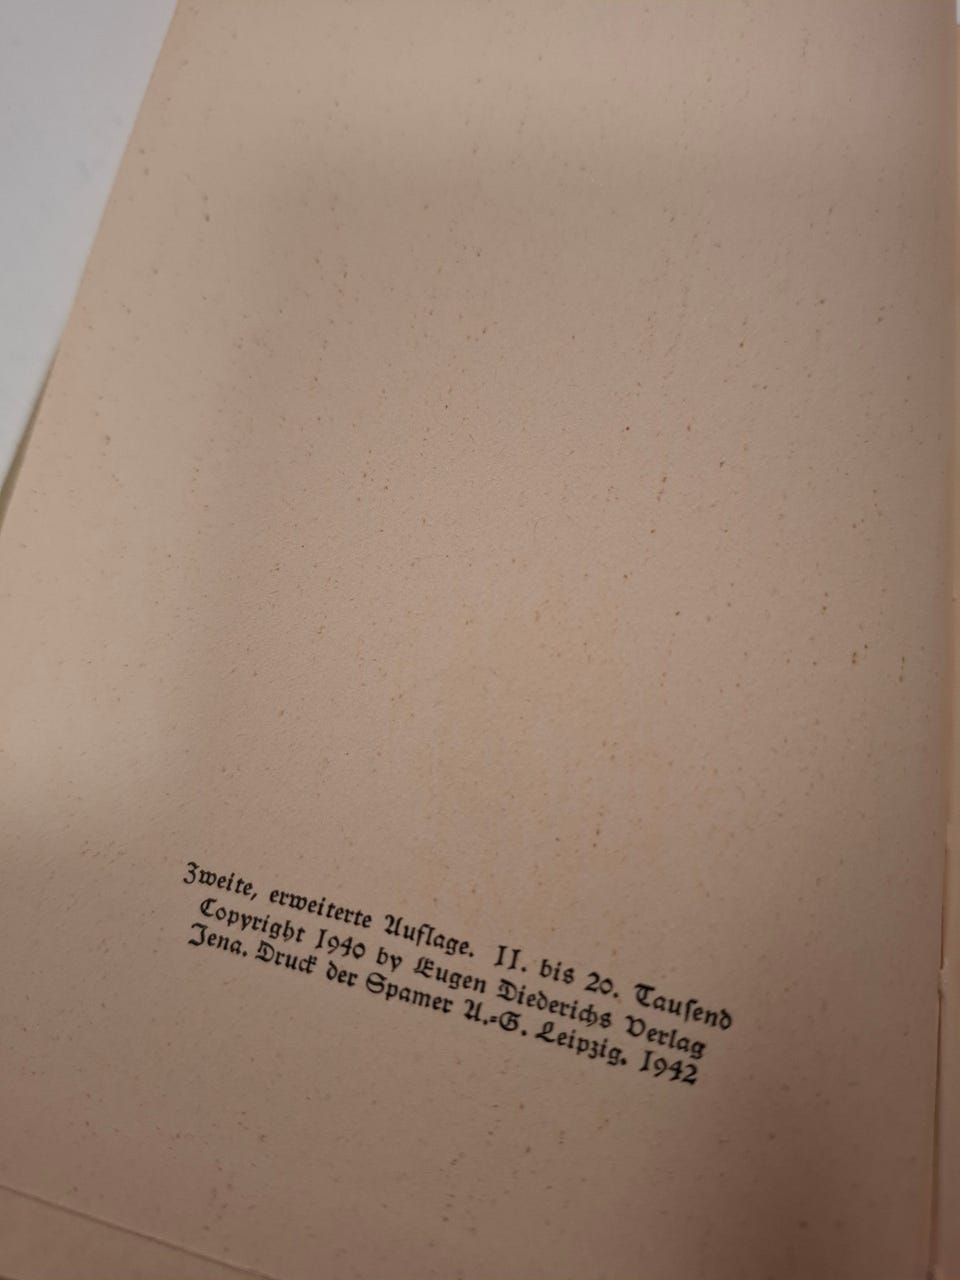 Zweite, erweiterte Auflage. 11. bis 20. Tausend
Copyright 1940 by Eugen Diederichs Verlag
Jena. Druck der Spamer A.=G. Leipzig. 1942